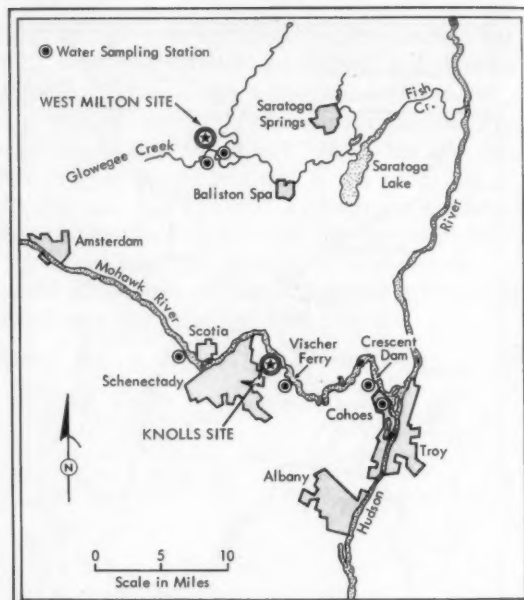 Water Sampling Station
WEST MILTON SITE
Saratoga
Springs
Fish
Cr.
Glowegee Creek
Saratoga
Lake
Baliston Spa
River
Amsterdam
Mohawk River
Scotia
Vischer
Ferry
Crescent
Dam
Schenectady
Cohoes
KNOLLS SITE
Troy
Albany
Hudson
N
0 5 10
Scale in Miles